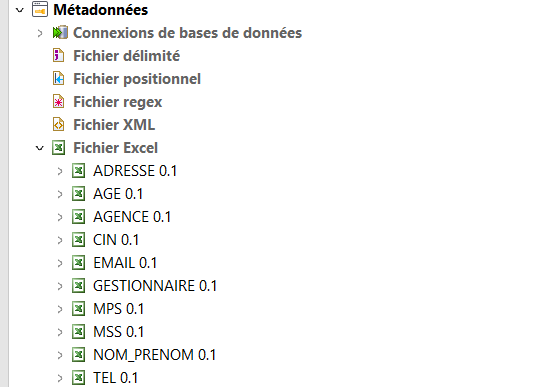 Métadonnées
Connexions de bases de données
Fichier délimité
Fichier positionnel
Fichier regex
Fichier XML
Fichier Excel
ADRESSE 0.1
AGE 0.1
AGENCE 0.1
CIN 0.1
EMAIL 0.1
GESTIONNAIRE 0.1
MPS 0.1
MSS 0.1
NOM_PRENOM 0.1
TEL 0.1